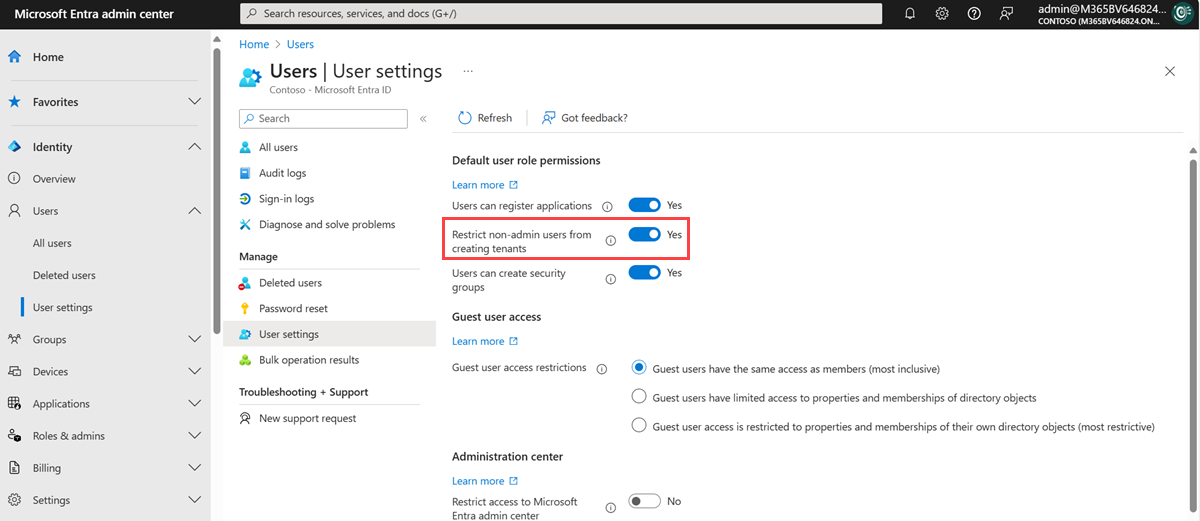 Microsoft Entra admin center
Search resources, services, and docs (G+/)
admin@M365BV646824....
CONTOSO (M365BV646824.ON...
Home
Favorites
Identity
Overview
Users
All users
Deleted users
User settings
Groups
Devices
Applications
Roles & admins
Billing
Settings
Home > Users
Users | User settings ...
Contoso - Microsoft Entra ID
Search
«
All users
Audit logs
Sign-in logs
Diagnose and solve problems
Manage
Deleted users
Password reset
User settings
Bulk operation results
Troubleshooting + Support
New support request
Refresh
Got feedback?
Default user role permissions
Learn more
Users can register applications
Yes
Restrict non-admin users from
creating tenants
Yes
Users can create security
groups
Yes
Guest user access
Learn more
Guest user access restrictions
Guest users have the same access as members (most inclusive)
Guest users have limited access to properties and memberships of directory objects
Guest user access is restricted to properties and memberships of their own directory objects (most restrictive)
Administration center
Learn more
Restrict access to Microsoft
Entra admin center
No